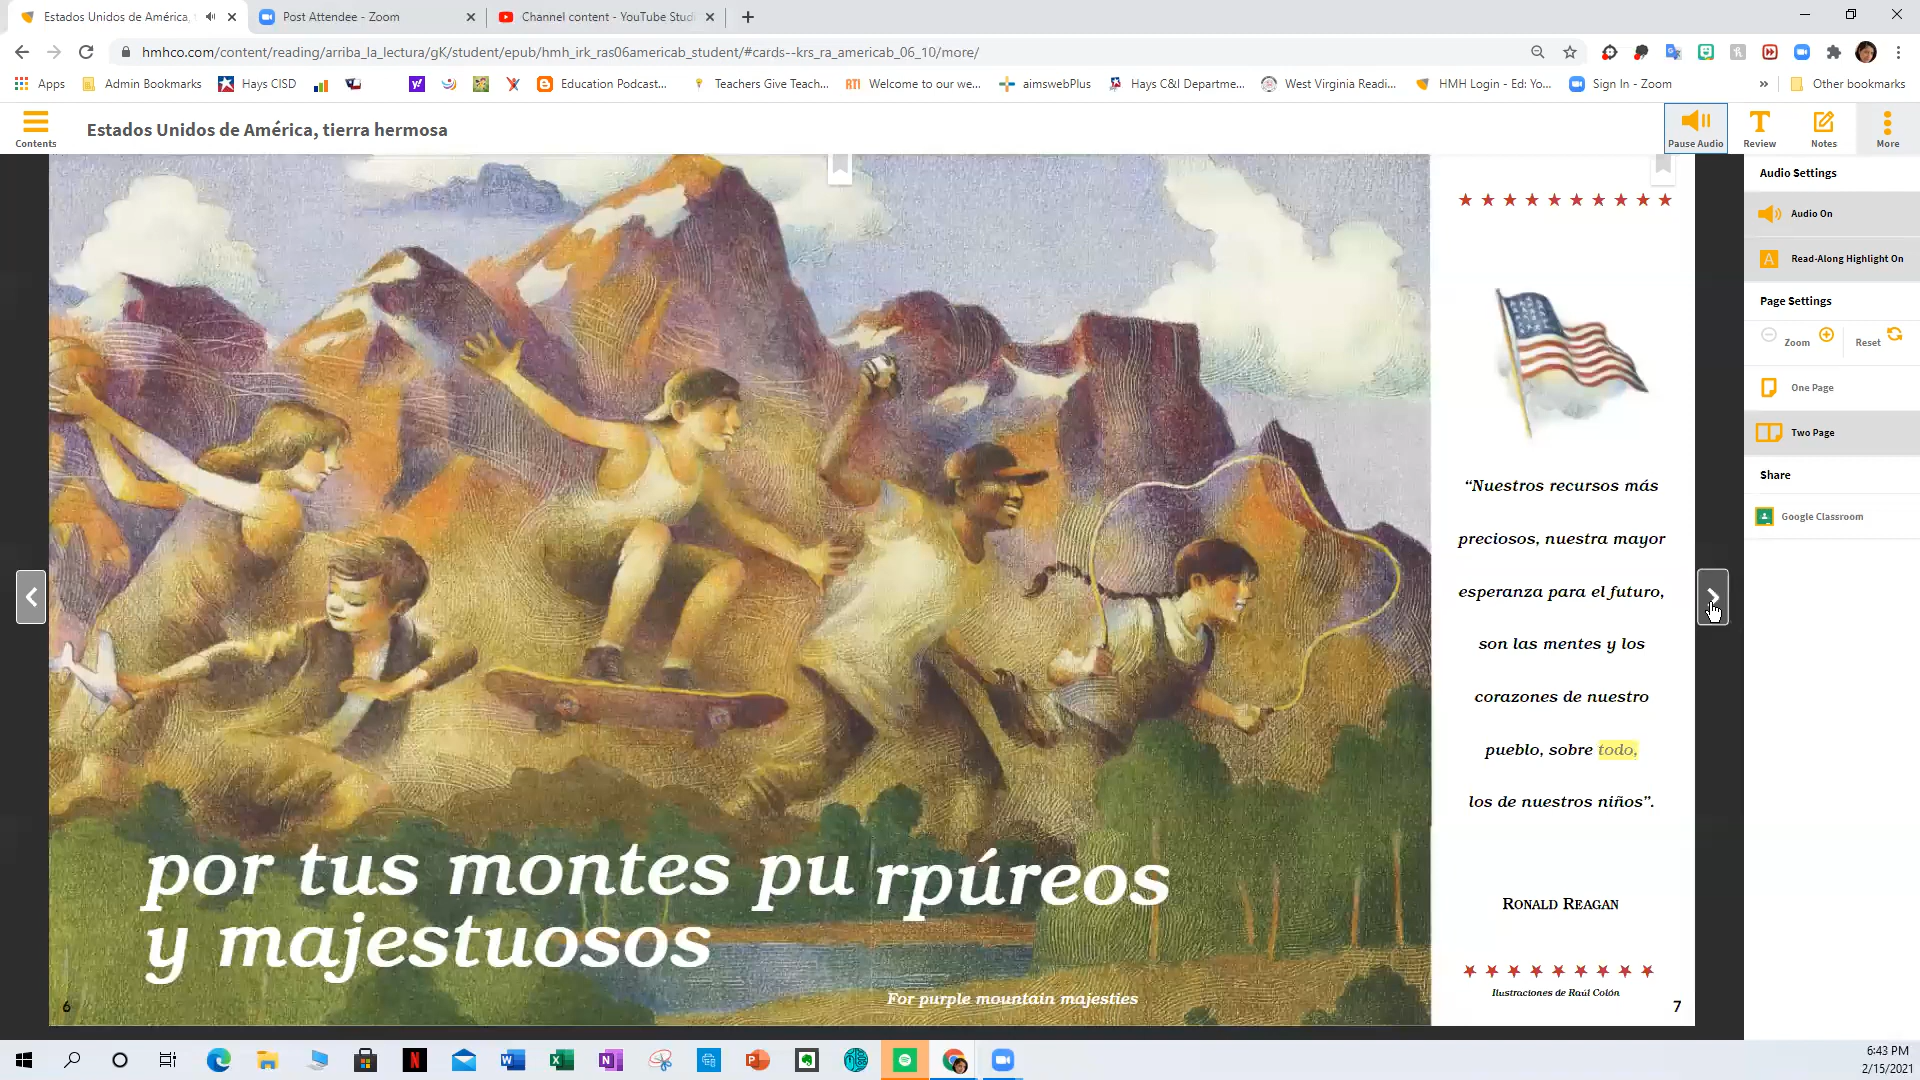 Estados Unidos de América,
Post Attendee - Zoom
Channel content - YouTube Studi
hmhco.com/content/reading/arriba_la_lectura/gK/student/epub/hmh_irk_ras06americab_student/#cards--krs_ra_americab_06_10/more/
Apps
Admin Bookmarks
Hays CISD
Education Podcast...
Teachers Give Teach...
Welcome to our we...
aimswebPlus
Hays C&I Departme...
West Virginia Readi...
HMH Login - Ed: Yo...
Sign In - Zoom
»
Other bookmarks
Contents
Estados Unidos de América, tierra hermosa
Pause Audio
Review
Notes
More
Audio Settings
Audio On
Read-Along Highlight On
Page Settings
Zoom
Reset
One Page
Two Page
Share
Google Classroom
por tus montes pu rpúreos
y majestuosos
For purple mountain majesties
6
“Nuestros recursos más
preciosos, nuestra mayor
esperanza para el futuro,
son las mentes y los
corazones de nuestro
pueblo, sobre todo,
los de nuestros niños”.
RONALD REAGAN
Ilustraciones de Raúl Colón
7
6:43 PM
2/15/2021